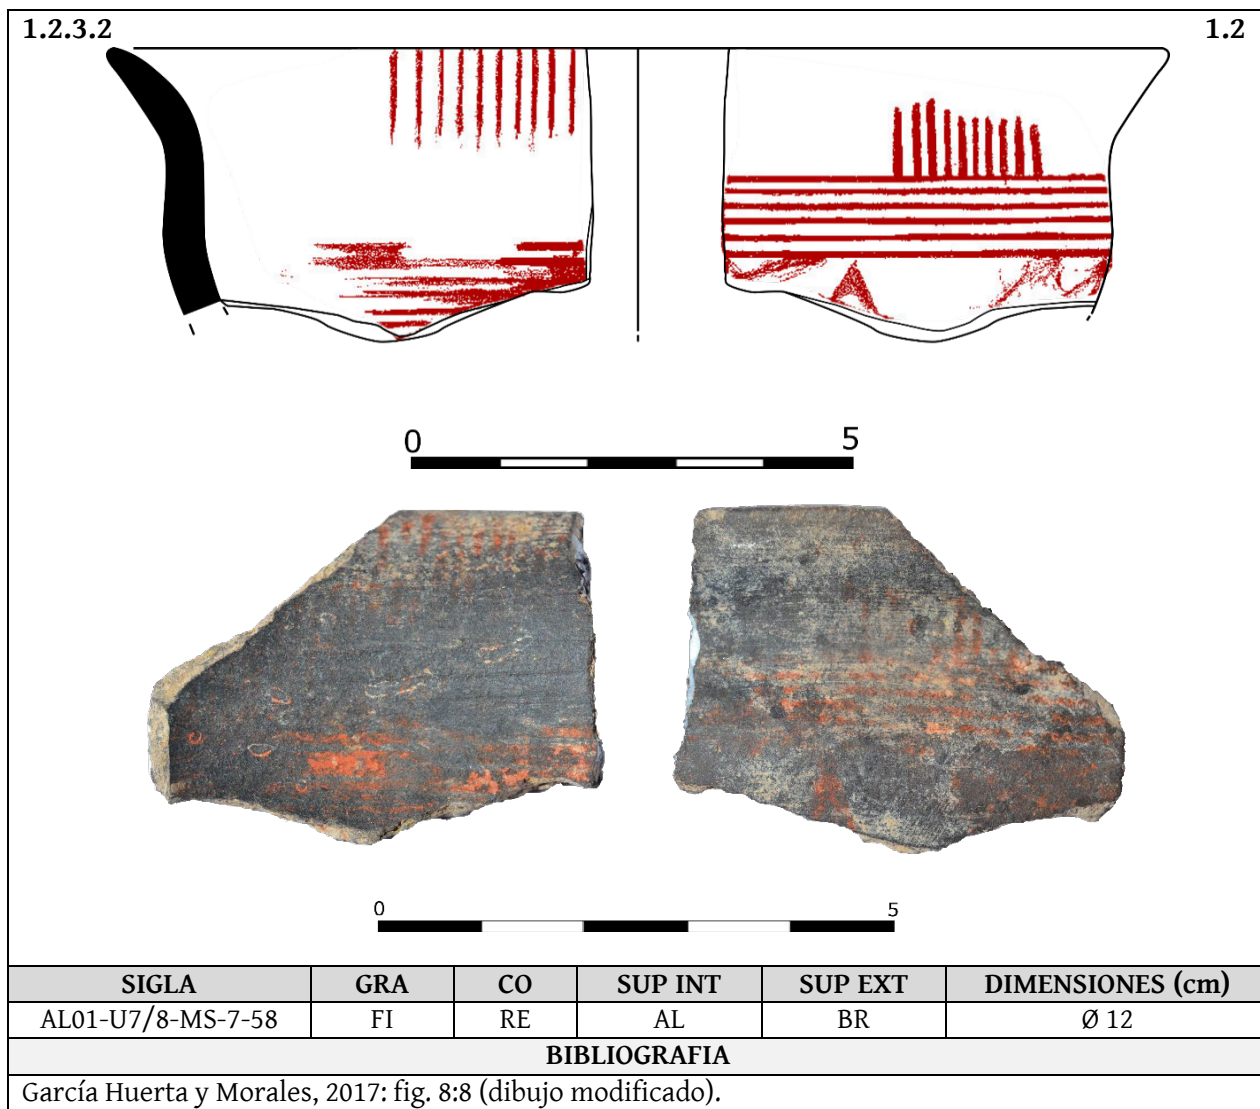 1.2.3.2 1.2
0 5
0 5
SIGLA GRA CO SUP INT SUP EXT DIMENSIONES (cm)
AL01-U7/8-MS-7-58 FI RE AL BR Ø 12
BIBLIOGRAFIA
García Huerta y Morales, 2017: fig. 8:8 (dibujo modificado).